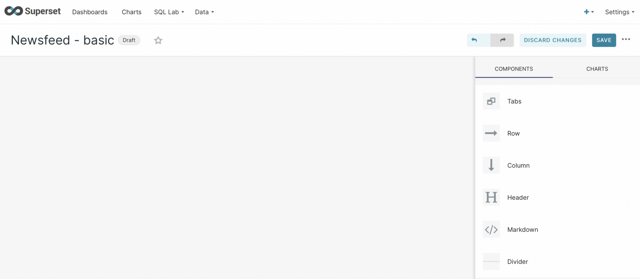 Superset Dashboards Charts SQL Lab Data Settings
Newsfeed - basic Draft DISCARD CHANGES SAVE
COMPONENTS CHARTS
Tabs
Row
Column
Header
Markdown
Divider